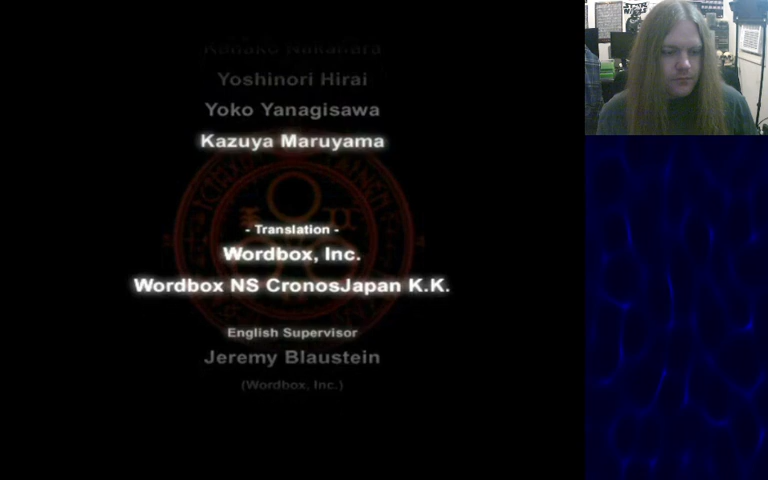 Yoshinori Hirai
Yoko Yanagisawa
Kazuya Maruyama
- Translation -
Wordbox, Inc.
Wordbox NS CronosJapan K.K.
English Supervisor
Jeremy Blaustein
(Wordbox, Inc.)